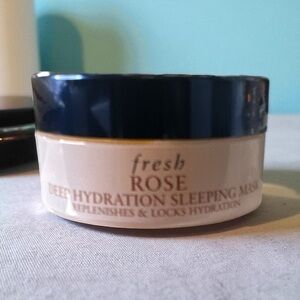 fresh
ROSE
DEEP HYDRATION SLEEPING MASK
REPLENISHES & LOCKS HYDRATION